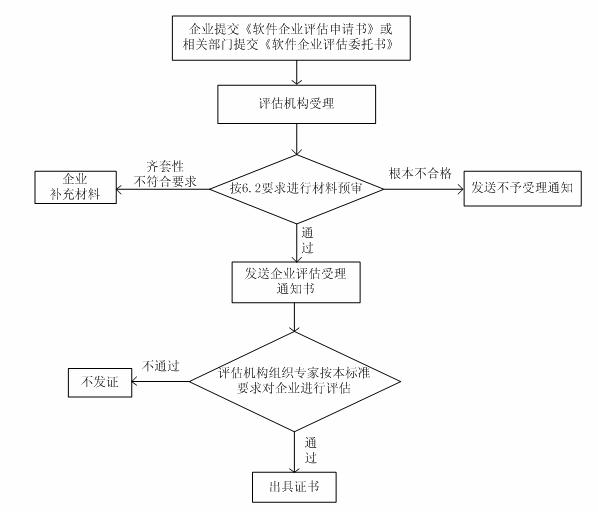 企业提交《软件企业评估申请书》或
相关部门提交《软件企业评估委托书》
评估机构受理
齐套性
不符合要求
企业
补充材料
按6.2要求进行材料预审
根本不合格
发送不予受理通知
通
过
发送企业评估受理
通知书
不通过
不发证
评估机构组织专家按本标准
要求对企业进行评估
通
过
出具证书